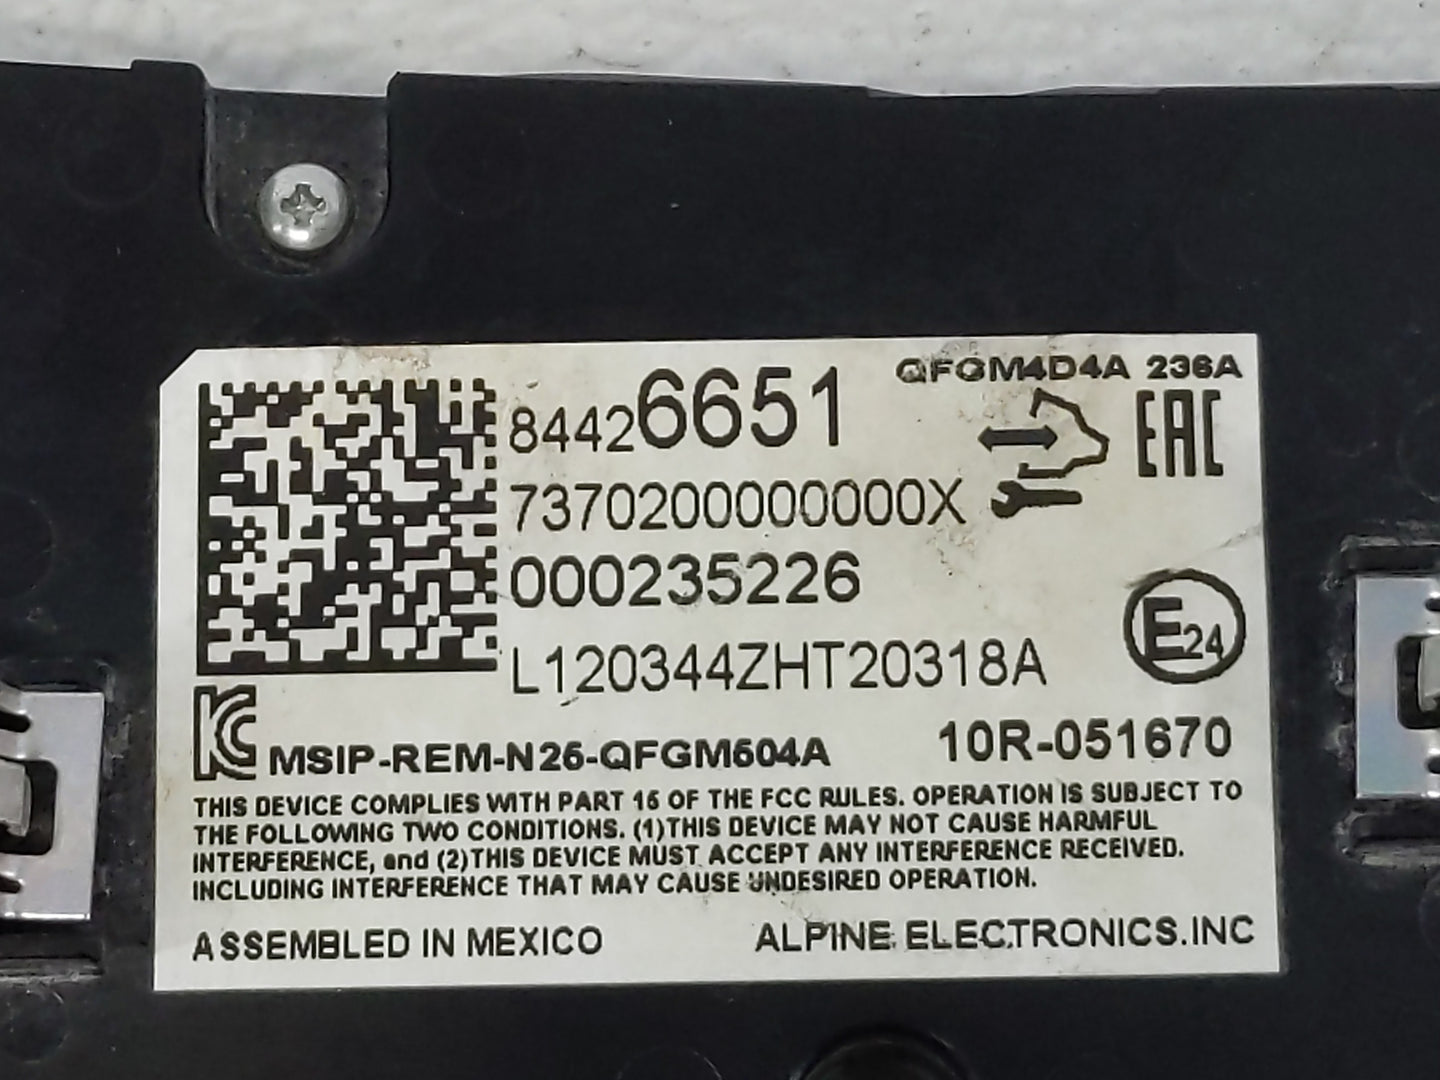 QFGM4D4A 236A
84426651
EAC
7370200000000X
000235226
E24
L120344ZHT20318A
KC MSIP-REM-N26-QFGM604A
10R-051670
THIS DEVICE COMPLIES WITH PART 15 OF THE FCC RULES. OPERATION IS SUBJECT TO
THE FOLLOWING TWO CONDITIONS. (1)THIS DEVICE MAY NOT CAUSE HARMFUL
INTERFERENCE, and (2)THIS DEVICE MUST ACCEPT ANY INTERFERENCE RECEIVED.
INCLUDING INTERFERENCE THAT MAY CAUSE UNDESIRED OPERATION.
ASSEMBLED IN MEXICO
ALPINE ELECTRONICS.INC